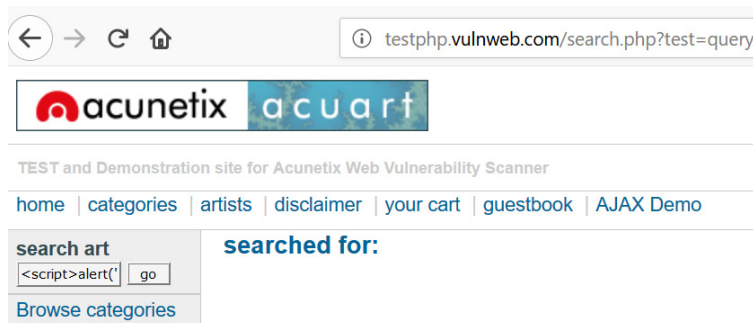 testphp.vulnweb.com/search.php?test=query
acunetix acuart
TEST and Demonstration site for Acunetix Web Vulnerability Scanner
home | categories | artists | disclaimer | your cart | guestbook | AJAX Demo
search art
<script>alert(' go
Browse categories
searched for: